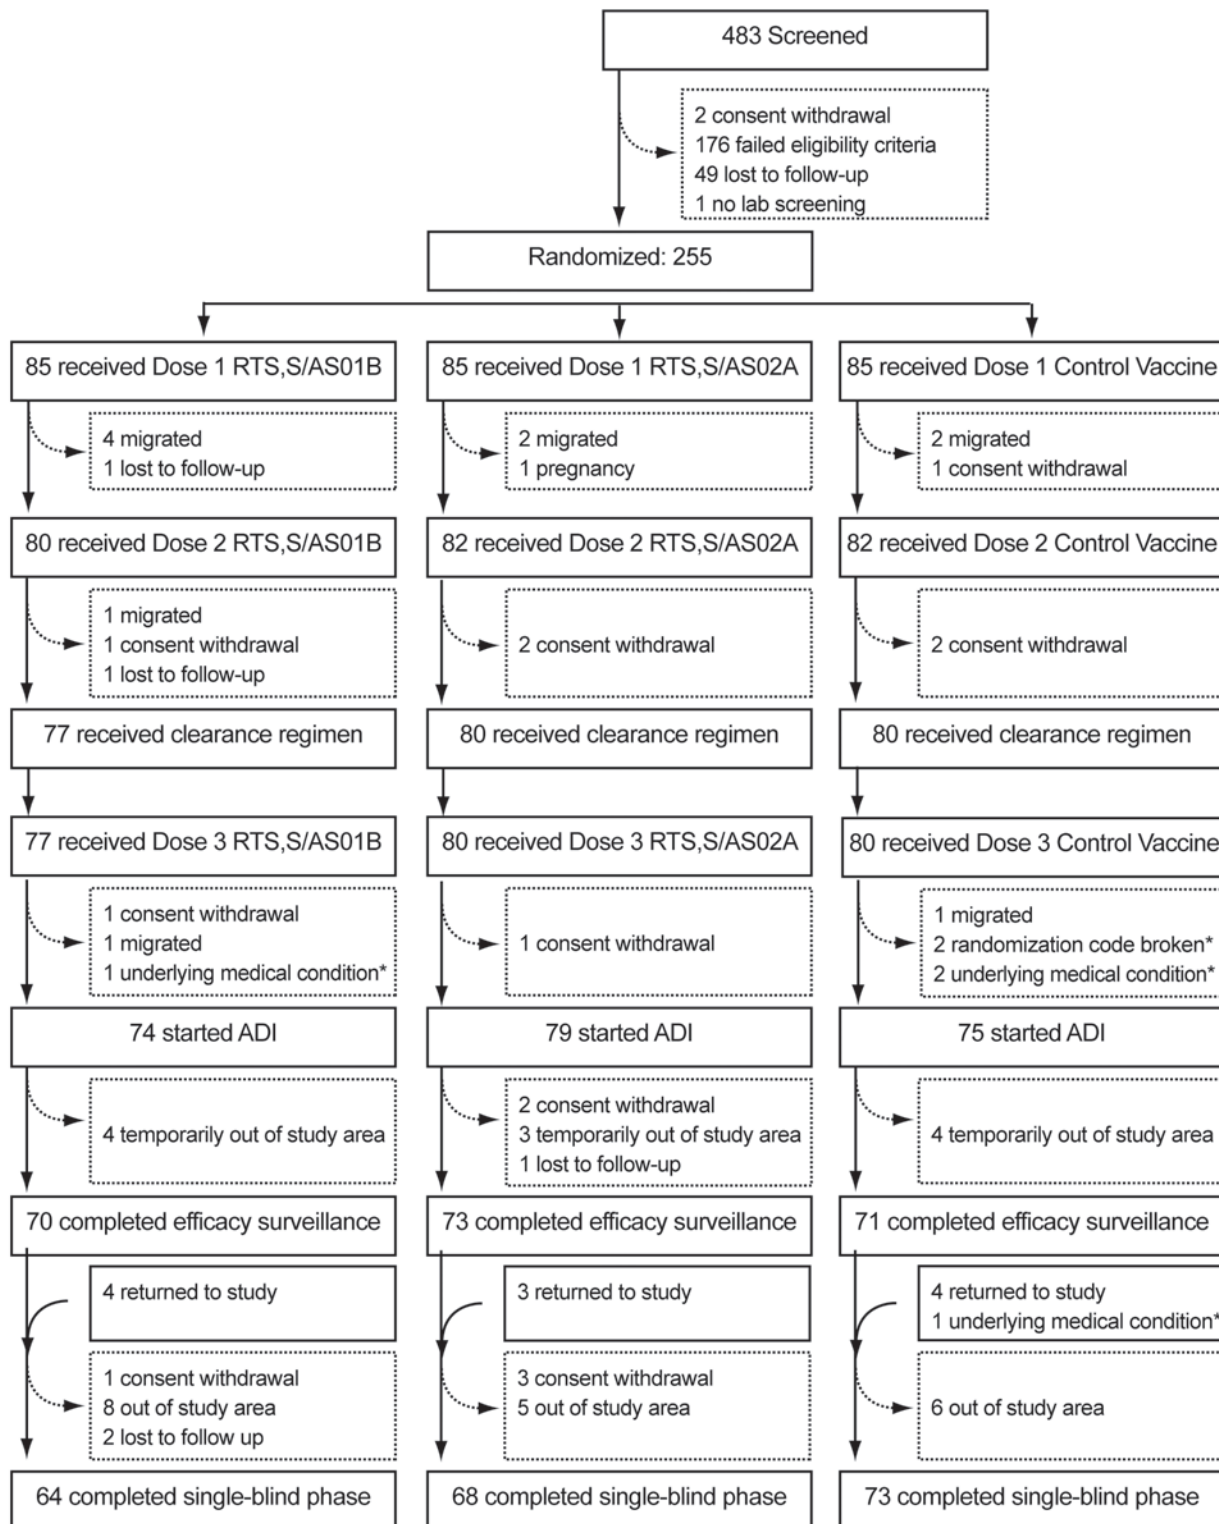 483 Screened
2 consent withdrawal
176 failed eligibility criteria
49 lost to follow-up
1 no lab screening
Randomized: 255
85 received Dose 1 RTS,S/AS01B
85 received Dose 1 RTS,S/AS02A
85 received Dose 1 Control Vaccine
4 migrated
1 lost to follow-up
2 migrated
1 pregnancy
2 migrated
1 consent withdrawal
80 received Dose 2 RTS,S/AS01B
82 received Dose 2 RTS,S/AS02A
82 received Dose 2 Control Vaccine
1 migrated
1 consent withdrawal
1 lost to follow-up
2 consent withdrawal
2 consent withdrawal
77 received clearance regimen
80 received clearance regimen
80 received clearance regimen
77 received Dose 3 RTS,S/AS01B
80 received Dose 3 RTS,S/AS02A
80 received Dose 3 Control Vaccine
1 consent withdrawal
1 migrated
1 underlying medical condition*
1 consent withdrawal
1 migrated
2 randomization code broken*
2 underlying medical condition*
74 started ADI
79 started ADI
75 started ADI
4 temporarily out of study area
2 consent withdrawal
3 temporarily out of study area
1 lost to follow-up
4 temporarily out of study area
70 completed efficacy surveillance
73 completed efficacy surveillance
71 completed efficacy surveillance
4 returned to study
3 returned to study
4 returned to study
1 underlying medical condition*
1 consent withdrawal
8 out of study area
2 lost to follow up
3 consent withdrawal
5 out of study area
6 out of study area
64 completed single-blind phase
68 completed single-blind phase
73 completed single-blind phase